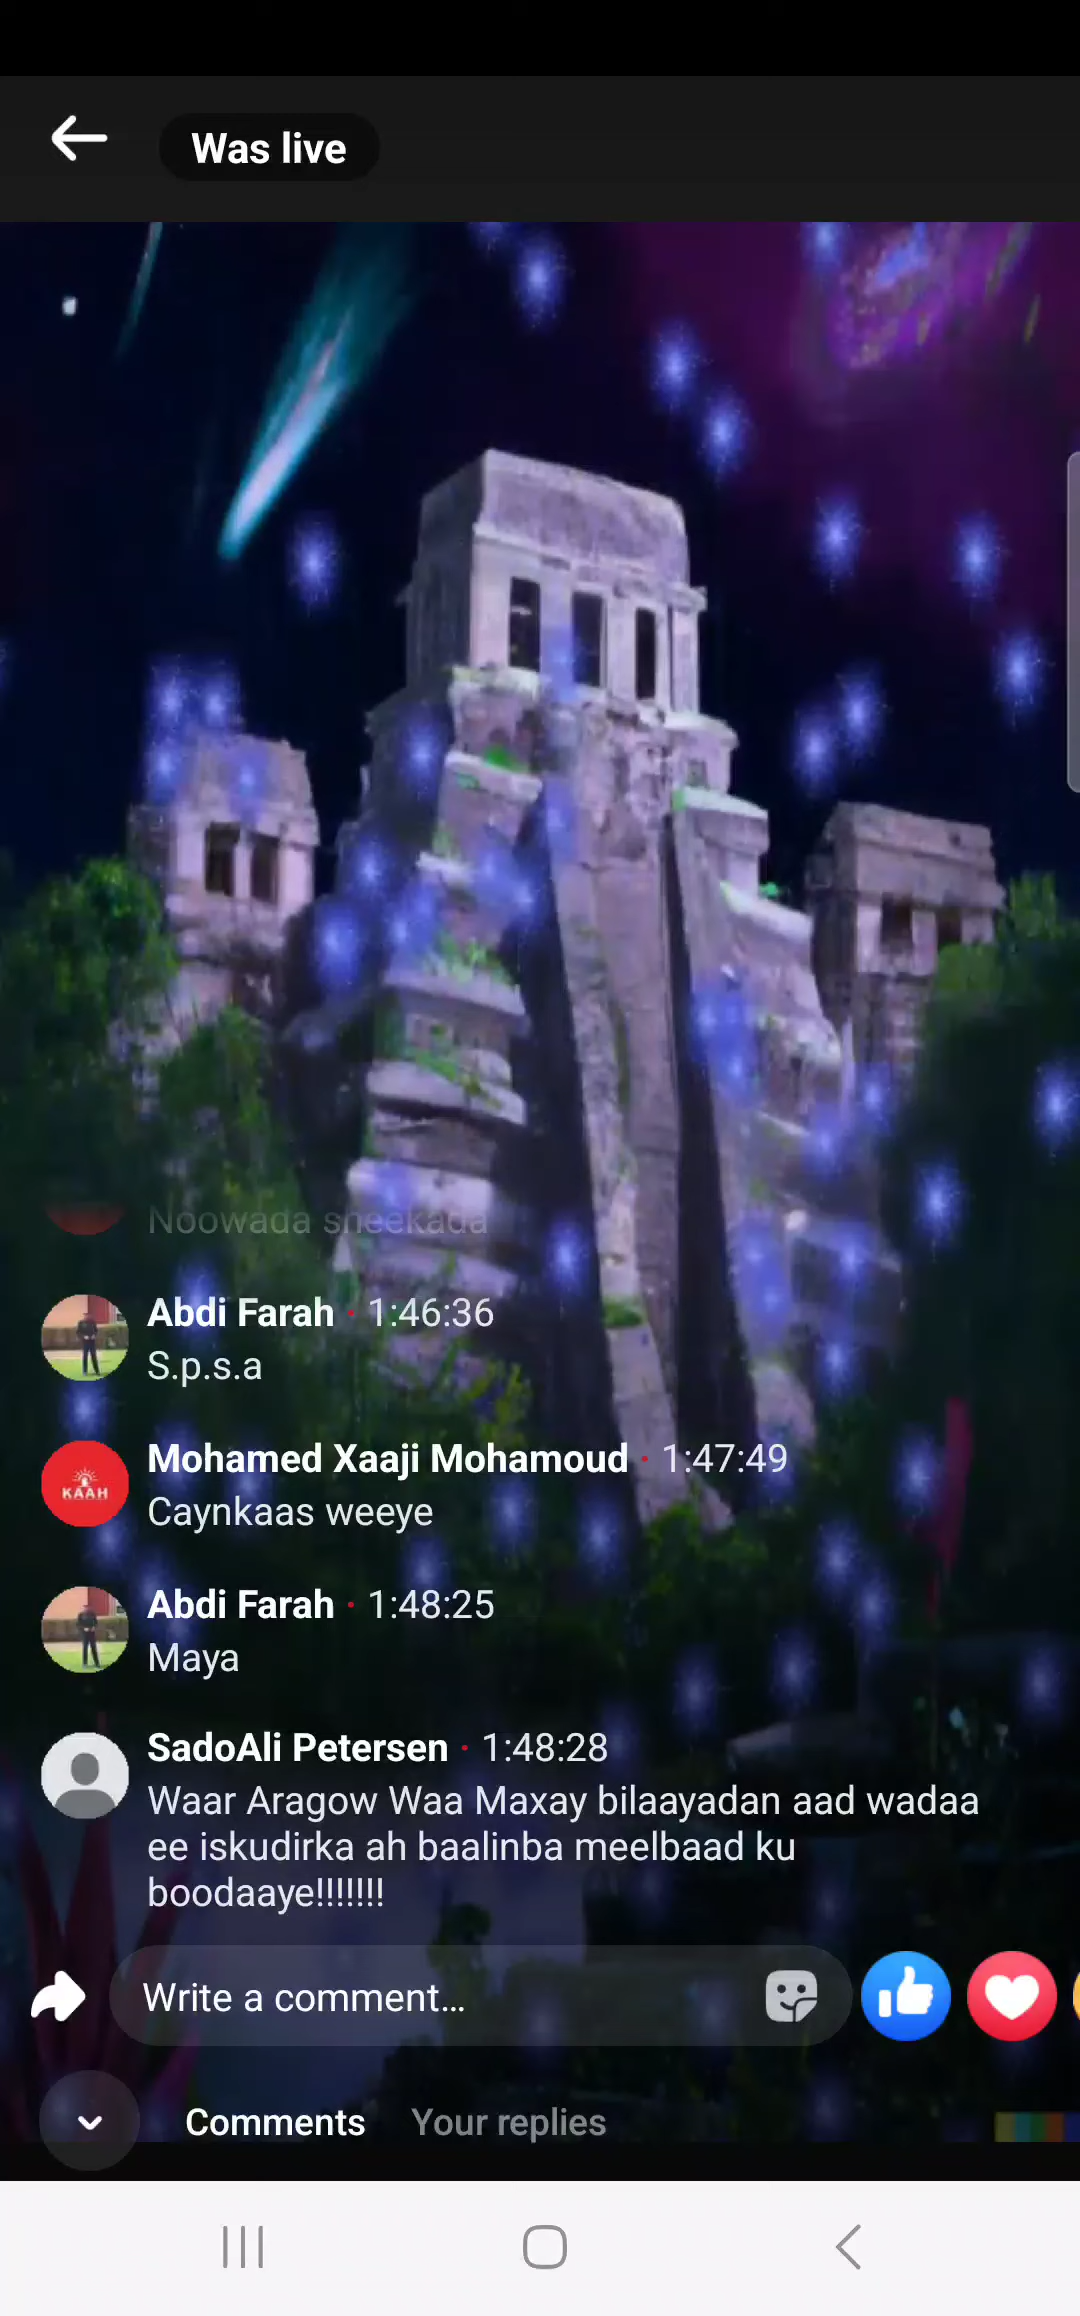 Was live
Noowada sheekada
Abdi Farah · 1:46:36
S.p.s.a
KAAH
Mohamed Xaaji Mohamoud · 1:47:49
Caynkaas weeye
Abdi Farah · 1:48:25
Maya
SadoAli Petersen · 1:48:28
Waar Aragow Waa Maxay bilaayadan aad wadaa
ee iskudirka ah baalinba meelbaad ku
boodaaye!!!!!!!
Write a comment...
Comments Your replies